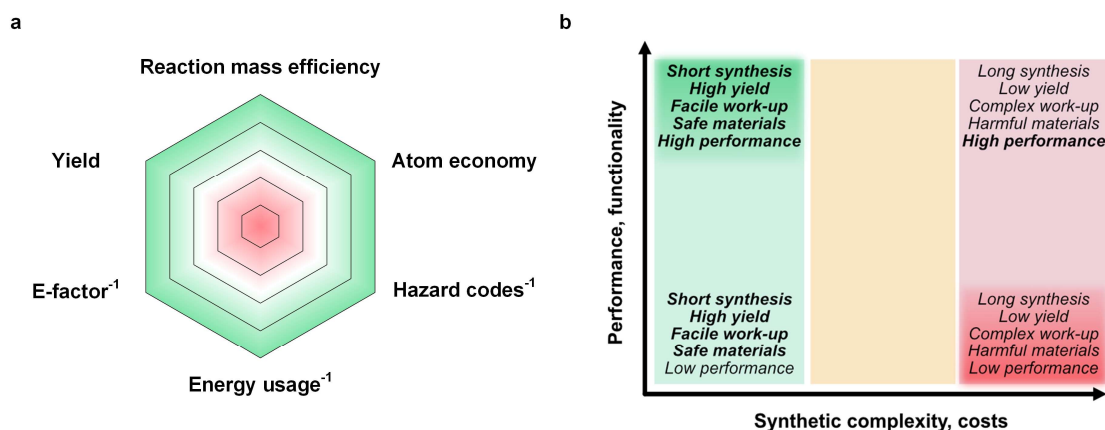 a
Reaction mass efficiency
Yield
Atom economy
E-factor⁻¹
Hazard codes⁻¹
Energy usage⁻¹
b
Performance, functionality
Short synthesis
High yield
Facile work-up
Safe materials
High performance
Long synthesis
Low yield
Complex work-up
Harmful materials
High performance
Short synthesis
High yield
Facile work-up
Safe materials
Low performance
Long synthesis
Low yield
Complex work-up
Harmful materials
Low performance
Synthetic complexity, costs